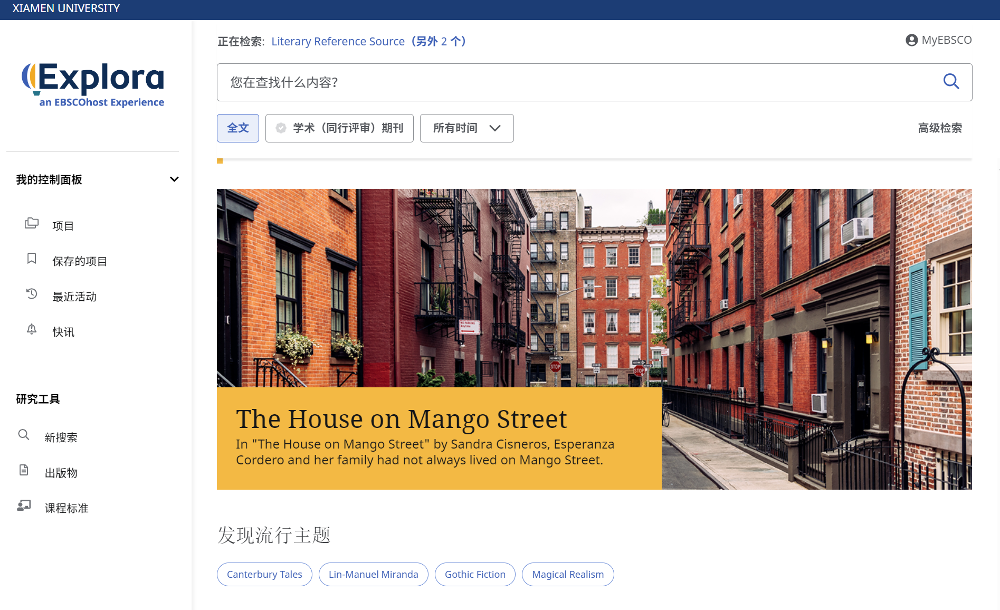 XIAMEN UNIVERSITY
Explora
an EBSCOhost Experience
我的控制面板
项目
保存的项目
最近活动
快讯
研究工具
新搜索
出版物
课程标准
正在检索: Literary Reference Source（另外 2 个）
MyEBSCO
您在查找什么内容？
全文
学术（同行评审）期刊
所有时间
高级检索
NO PARKING
Anytime
STOP
STOP
The House on Mango Street
In "The House on Mango Street" by Sandra Cisneros, Esperanza
Cordero and her family had not always lived on Mango Street.
发现流行主题
Canterbury Tales
Lin-Manuel Miranda
Gothic Fiction
Magical Realism